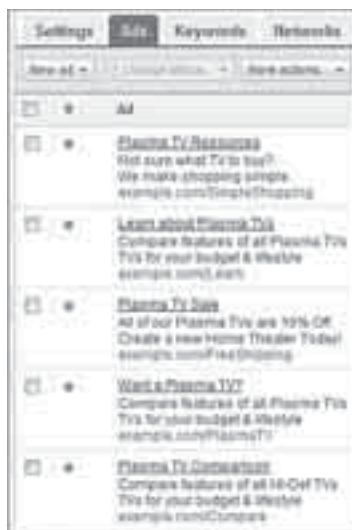 Settings Ads Keywords Networks
New ad More actions...
Ad
Plasma TV Resources
Not sure what TV to buy?
We make shopping simple.
example.com/SimpleShopping
Learn about Plasma TVs
Compare features of all Plasma TVs
TVs for your budget & lifestyle
example.com/Learn
Plasma TV Sale
All of our Plasma TVs are 10% Off.
Create a new Home Theater Today!
example.com/FreeShipping
Want a Plasma TV?
Compare features of all Plasma TVs
TVs for your budget & lifestyle
example.com/PlasmaTV
Plasma TV Comparison
Compare features of all Hi-Def TVs
TVs for your budget & lifestyle
example.com/Compare